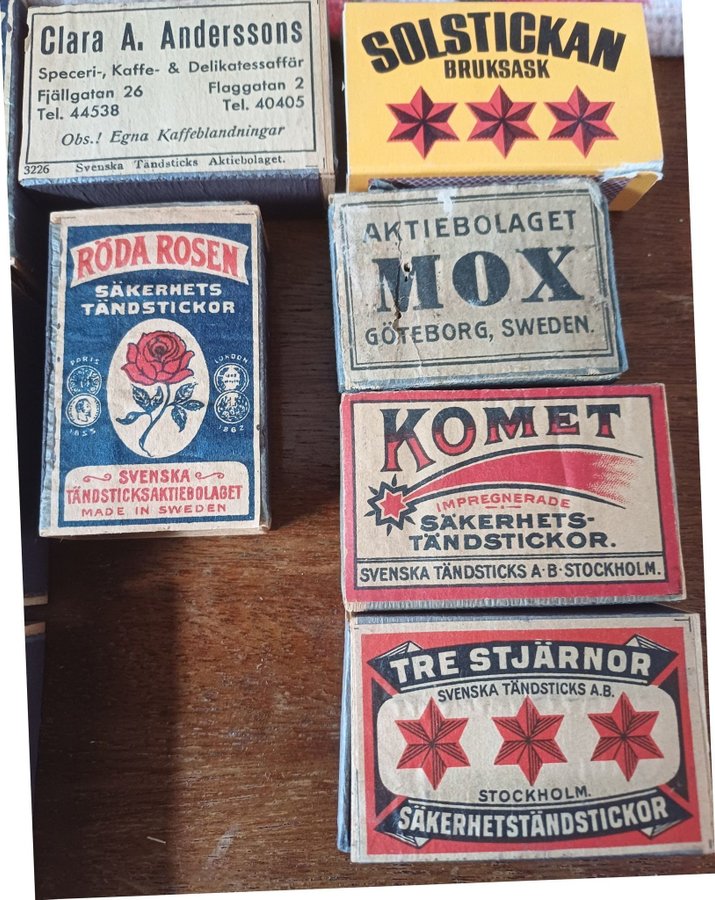 Clara A. Anderssons
Speceri-, Kaffe- & Delikatessaffär
Fjällgatan 26
Tel. 44538
Flaggatan 2
Tel. 40405
Obs.! Egna Kaffeblandningar
3226 Svenska Tändsticks Aktiebolaget.
SOLSTICKAN
BRUKSASK
RÖDA ROSEN
SÄKERHETS
TÄNDSTICKOR
PARIS
1855
LONDON
1862
SVENSKA
TÄNDSTICKSAKTIEBOLAGET
MADE IN SWEDEN
AKTIEBOLAGET
MOX
GÖTEBORG, SWEDEN.
KOMET
IMPREGNERADE
SÄKERHETS-
TÄNDSTICKOR.
SVENSKA TÄNDSTICKS A·B·STOCKHOLM.
TRE STJÄRNOR
SVENSKA TÄNDSTICKS A.B.
STOCKHOLM.
SÄKERHETSTÄNDSTICKOR